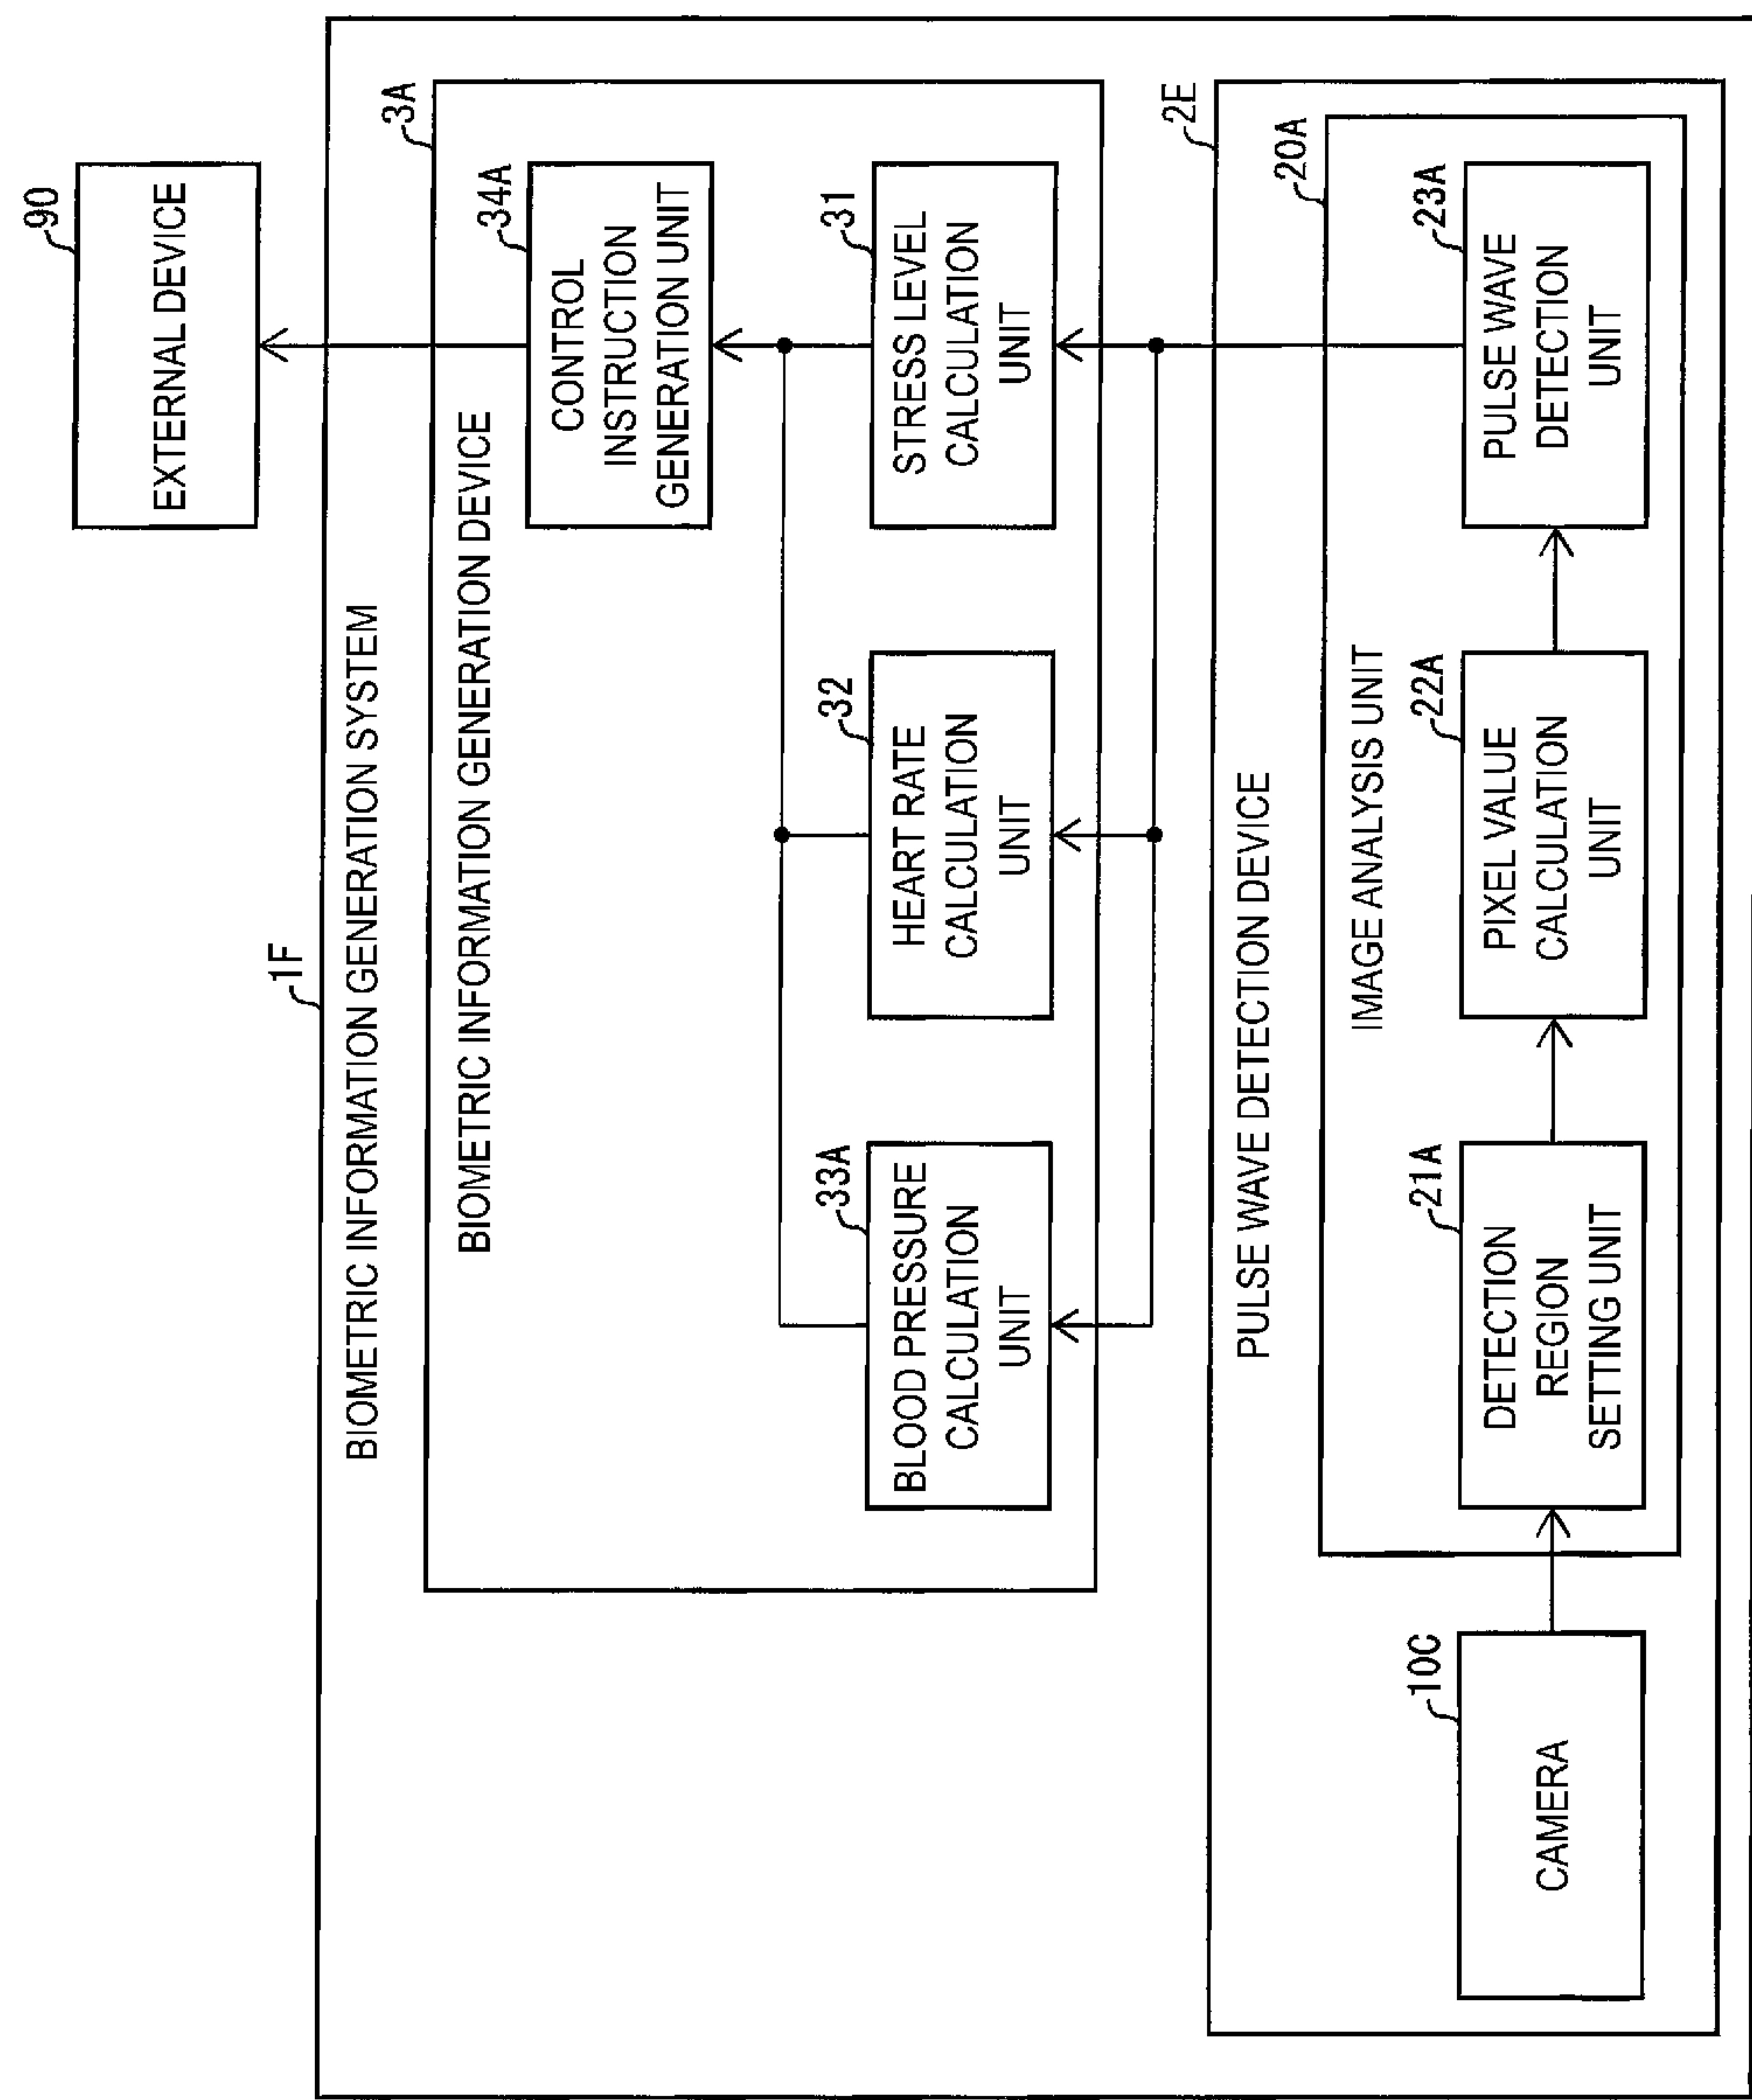 90
EXTERNAL DEVICE
1F
BIOMETRIC INFORMATION GENERATION SYSTEM
3A
BIOMETRIC INFORMATION GENERATION DEVICE
34A
CONTROL
INSTRUCTION
GENERATION UNIT
33A
BLOOD PRESSURE
CALCULATION
UNIT
32
HEART RATE
CALCULATION
UNIT
31
STRESS LEVEL
CALCULATION
UNIT
2E
PULSE WAVE DETECTION DEVICE
20A
IMAGE ANALYSIS UNIT
10C
CAMERA
21A
DETECTION
REGION
SETTING UNIT
22A
PIXEL VALUE
CALCULATION
UNIT
23A
PULSE WAVE
DETECTION
UNIT